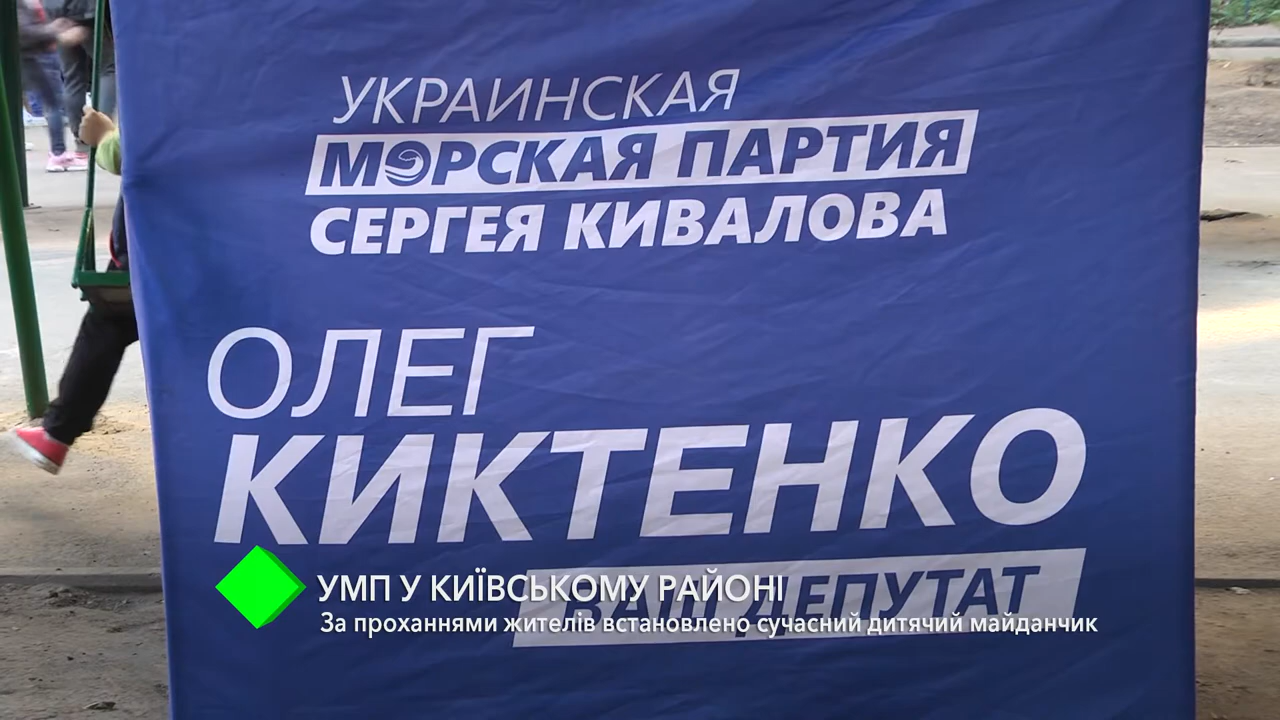 УКРАИНСКАЯ
МОРСКАЯ ПАРТИЯ
СЕРГЕЯ КИВАЛОВА
ОЛЕГ
КИКТЕНКО
ВАШ ДЕПУТАТ
УМП У КИЇВСЬКОМУ РАЙОНІ
За проханнями жителів встановлено сучасний дитячий майданчик